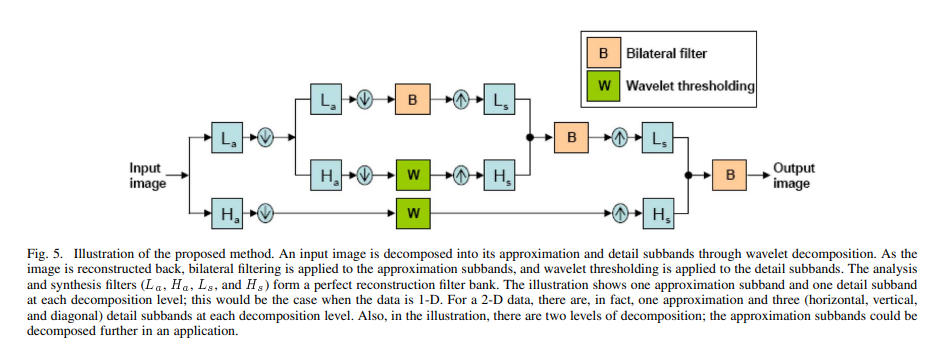 B Bilateral filter
W Wavelet thresholding
Lₐ B Lₛ
Lₐ B Lₛ
Input image Hₐ W Hₛ B Output image
Hₐ W Hₛ
Fig. 5. Illustration of the proposed method. An input image is decomposed into its approximation and detail subbands through wavelet decomposition. As the
image is reconstructed back, bilateral filtering is applied to the approximation subbands, and wavelet thresholding is applied to the detail subbands. The analysis
and synthesis filters (Lₐ, Hₐ, Lₛ, and Hₛ) form a perfect reconstruction filter bank. The illustration shows one approximation subband and one detail subband
at each decomposition level; this would be the case when the data is 1-D. For a 2-D data, there are, in fact, one approximation and three (horizontal, vertical,
and diagonal) detail subbands at each decomposition level. Also, in the illustration, there are two levels of decomposition; the approximation subbands could be
decomposed further in an application.